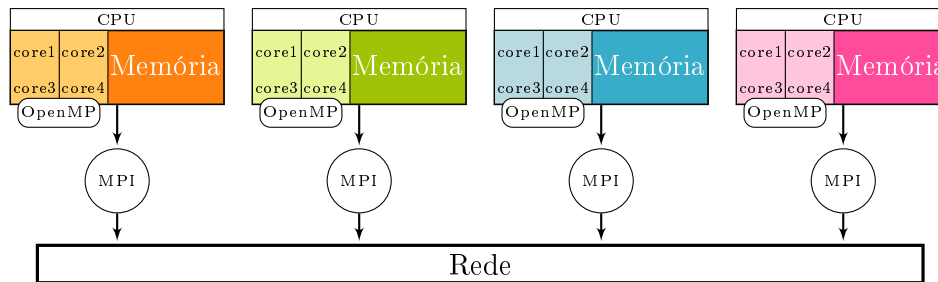 CPU CPU CPU CPU
core1 core2 Memória core1 core2 Memória core1 core2 Memória core1 core2 Memória
core3 core4 core3 core4 core3 core4 core3 core4
OpenMP OpenMP OpenMP OpenMP
MPI MPI MPI MPI
Rede